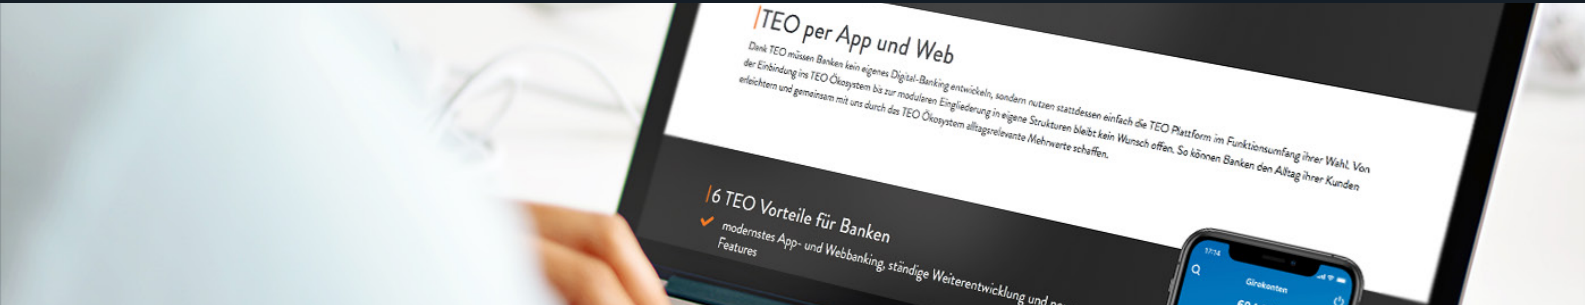 TEO per App und Web
Dank TEO müssen Banken kein eigenes Digital-Banking entwickeln, sondern nutzen stattdessen einfach die TEO Plattform im Funktionsumfang ihrer Wahl. Von
der Einbindung ins TEO Ökosystem bis zur modularen Eingliederung in eigene Strukturen bleibt kein Wunsch offen. So können Banken den Alltag ihrer Kunden
erleichtern und gemeinsam mit uns durch das TEO Ökosystem alltagsrelevante Mehrwerte schaffen.
6 TEO Vorteile für Banken
modernstes App- und Webbanking, ständige Weiterentwicklung und
Features
17:14
Girokonten